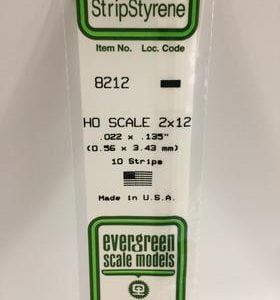 StripStyrene
Item No. Loc. Code
8212
HO SCALE 2x12
.022 x .135"
(0.56 x 3.43 mm)
10 Strips
Made in U.S.A.
evergreen
scale models